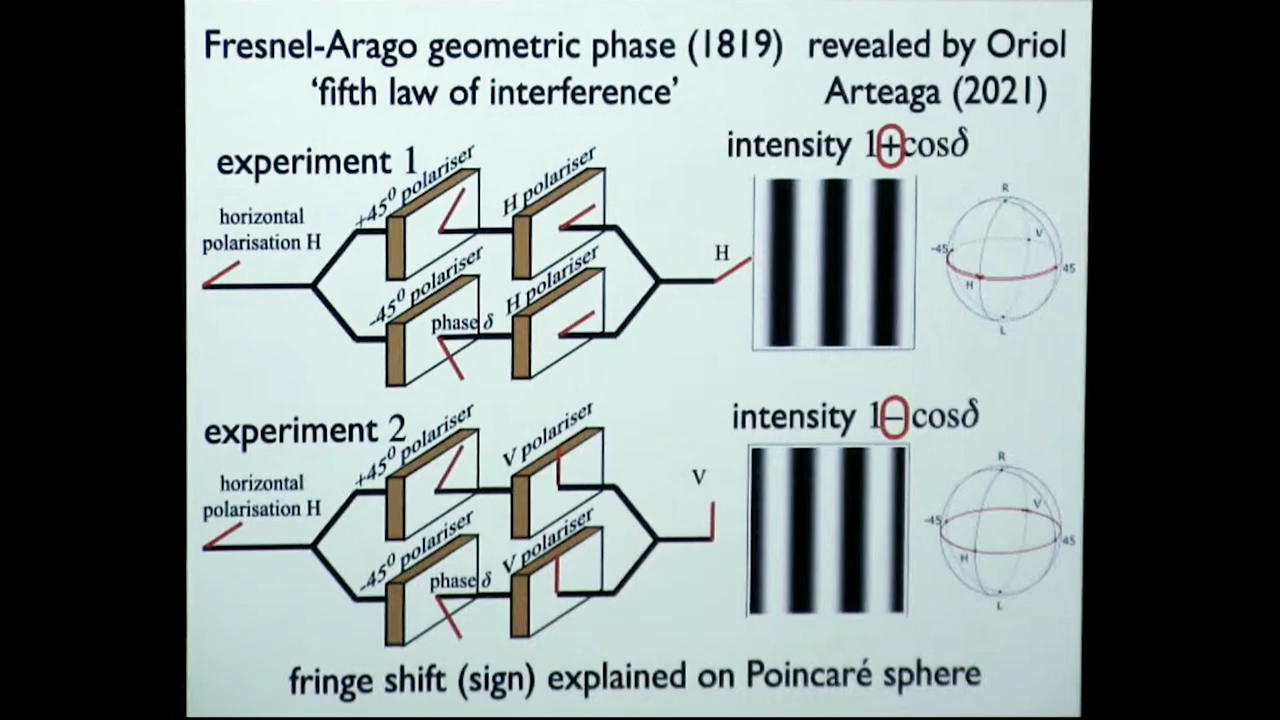 Fresnel-Arago geometric phase (1819) revealed by Oriol
‘fifth law of interference’ Arteaga (2021)
experiment 1
horizontal
polarisation H
+45⁰ polariser
H polariser
-45⁰ polariser
H polariser
phase δ
H
intensity 1+cosδ
R
V
-45
45
H
L
experiment 2
horizontal
polarisation H
+45⁰ polariser
V polariser
-45⁰ polariser
V polariser
phase δ
V
intensity 1−cosδ
R
V
-45
45
H
L
fringe shift (sign) explained on Poincaré sphere